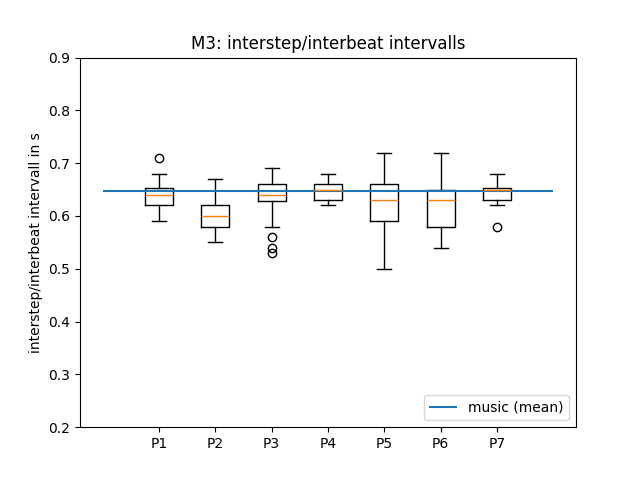 M3: interstep/interbeat intervalls
interstep/interbeat intervall in s
0.9
0.8
0.7
0.6
0.5
0.4
0.3
0.2
music (mean)
P1 P2 P3 P4 P5 P6 P7